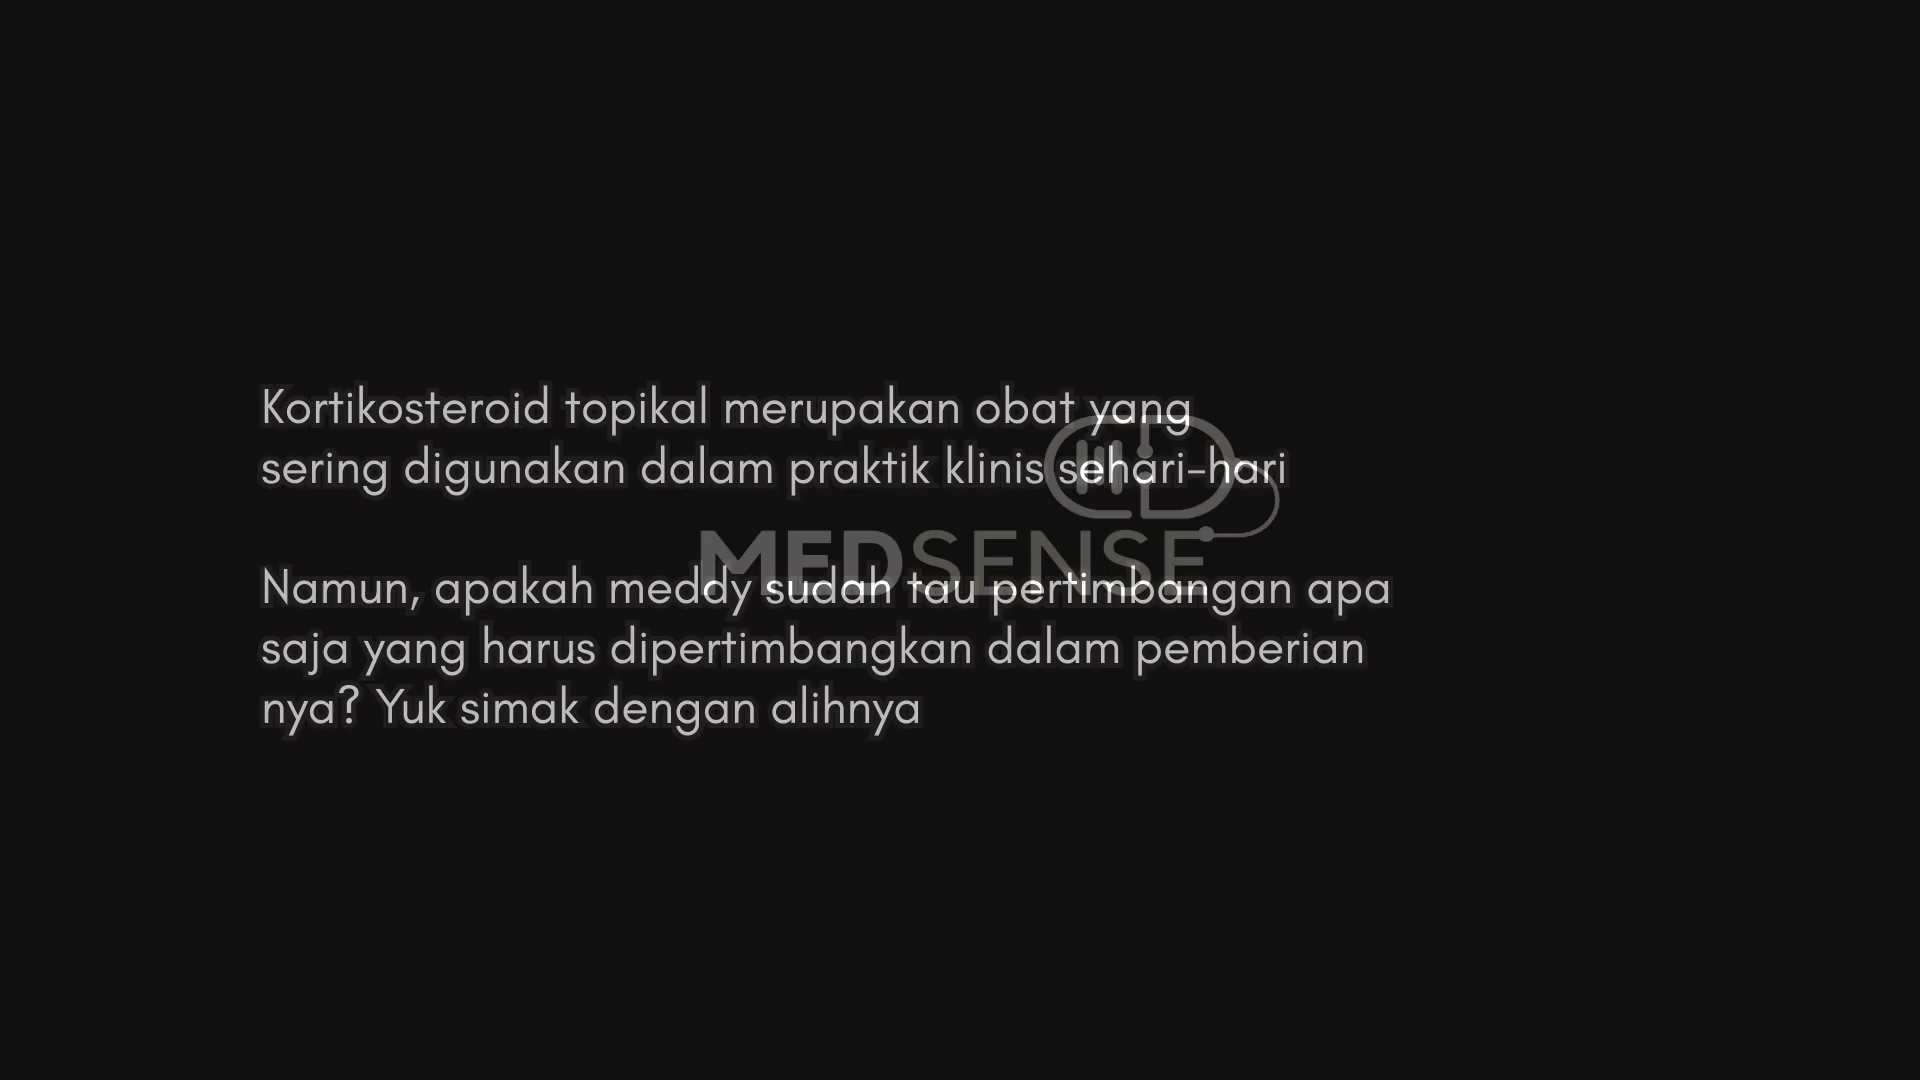 Kortikosteroid topikal merupakan obat yang
sering digunakan dalam praktik klinis sehari-hari
MEDSENSE
Namun, apakah meddy sudah tau pertimbangan apa
saja yang harus dipertimbangkan dalam pemberian
nya? Yuk simak dengan alihnya